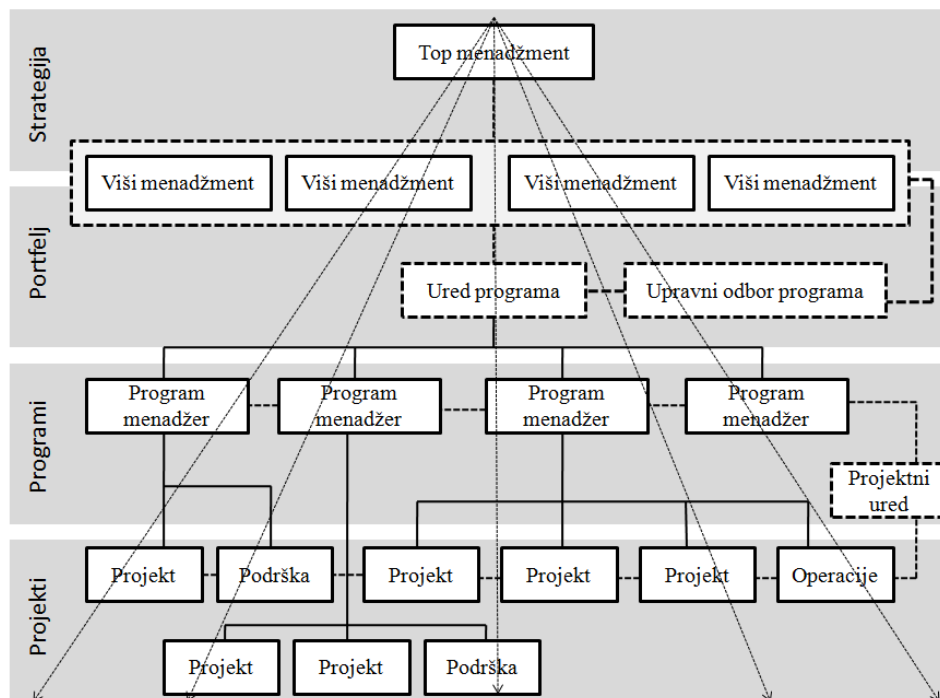 Strategija
Top menadžment
Viši menadžment
Viši menadžment
Viši menadžment
Viši menadžment
Portfelj
Ured programa
Upravni odbor programa
Programi
Program
menadžer
Program
menadžer
Program
menadžer
Program
menadžer
Projektni
ured
Projekti
Projekt
Podrška
Projekt
Projekt
Projekt
Operacije
Projekt
Projekt
Podrška